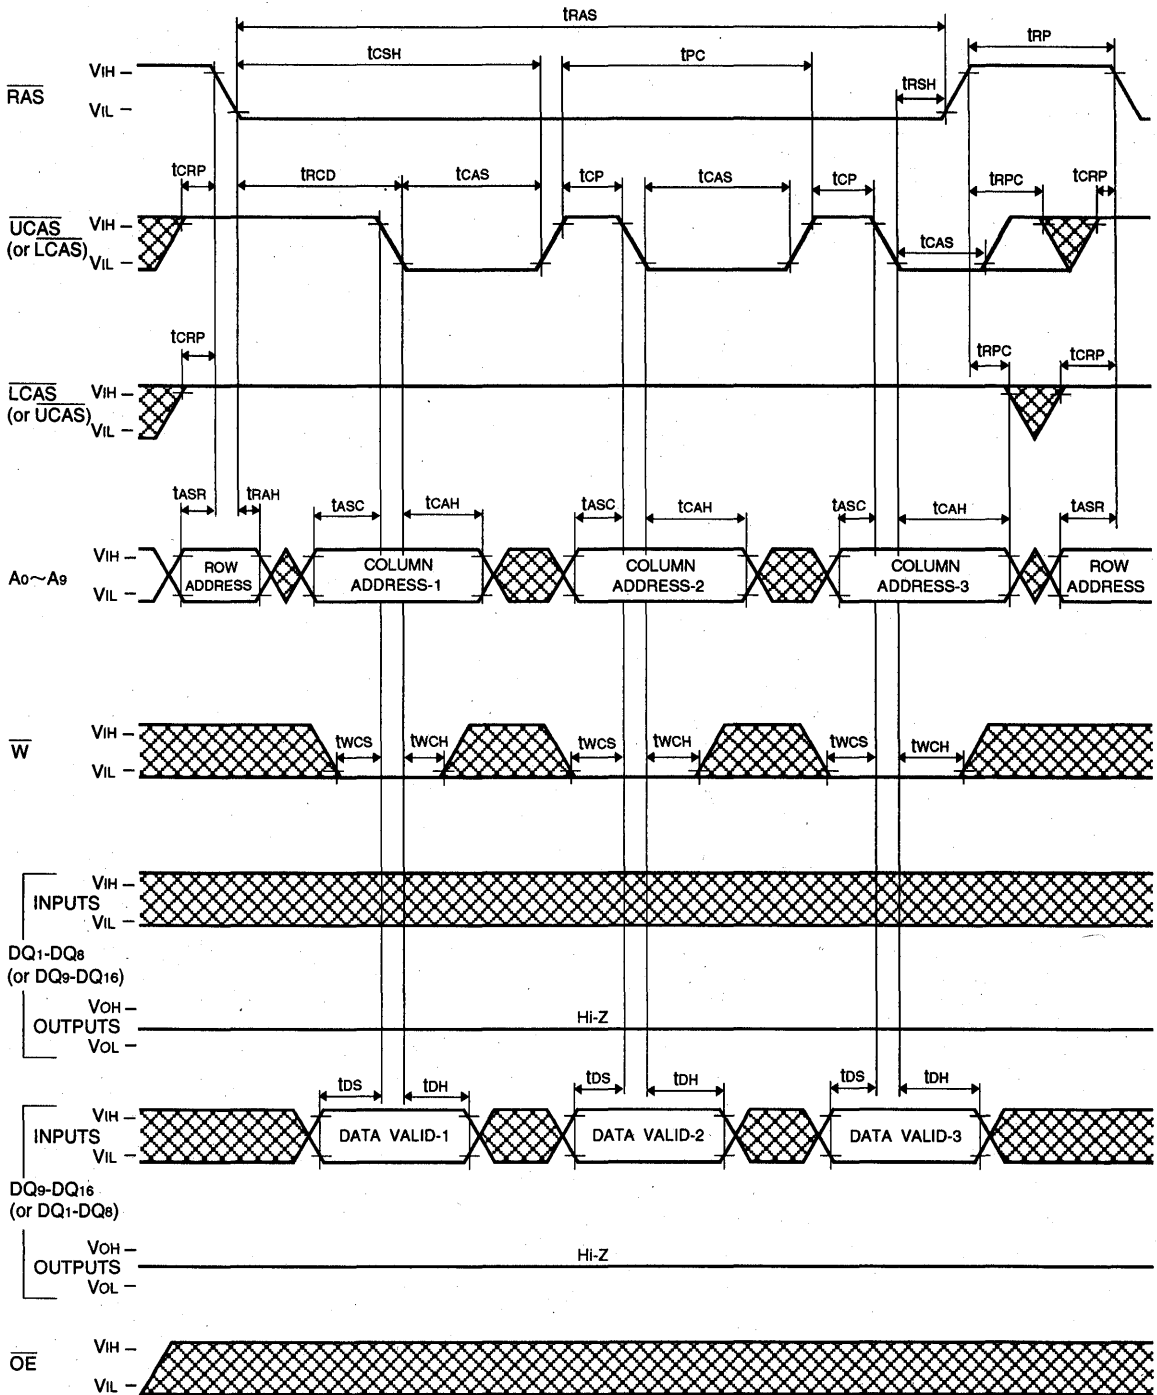 tRAS
tCSH
tPC
tRP
VIH
tRSH
RAS
VIL
tCRP
tRCD
tCAS
tCP
tCAS
tCP
tRPC
tCRP
UCAS
(or LCAS)
VIH
tCAS
VIL
tCRP
tRPC
tCRP
LCAS
(or UCAS)
VIH
VIL
tASR
tRAH
tASC
tCAH
tASC
tCAH
tASC
tCAH
tASR
A0~A9
VIH
VIL
ROW
ADDRESS
COLUMN
ADDRESS-1
COLUMN
ADDRESS-2
COLUMN
ADDRESS-3
ROW
ADDRESS
W
VIH
VIL
tWCS
tWCH
tWCS
tWCH
tWCS
tWCH
VIH
INPUTS
VIL
DQ1-DQ8
(or DQ9-DQ16)
VOH
OUTPUTS
VOL
Hi-Z
tDS
tDH
tDS
tDH
tDS
tDH
VIH
INPUTS
VIL
DATA VALID-1
DATA VALID-2
DATA VALID-3
DQ9-DQ16
(or DQ1-DQ8)
VOH
OUTPUTS
VOL
Hi-Z
OE
VIH
VIL